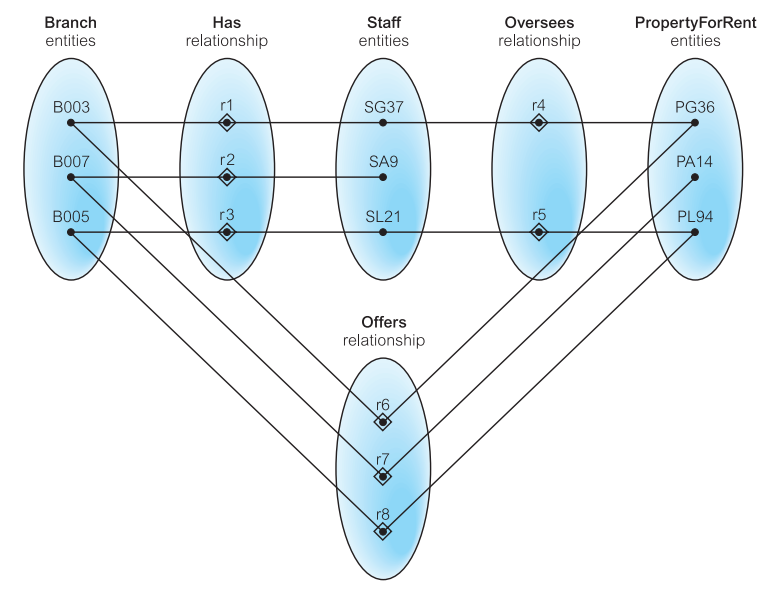 Branch
entities
Has
relationship
Staff
entities
Oversees
relationship
PropertyForRent
entities
B003
r1
SG37
r4
PG36
B007
r2
SA9
PA14
B005
r3
SL21
r5
PL94
Offers
relationship
r6
r7
r8